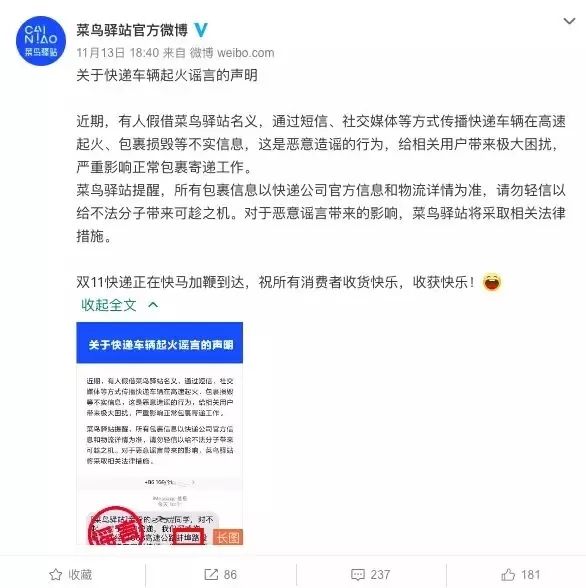 CAI
NIAO
菜鸟驿站
菜鸟驿站官方微博
11月13日 18:40 来自 微博 weibo.com
关于快递车辆起火谣言的声明
近期，有人假借菜鸟驿站名义，通过短信、社交媒体等方式传播快递车辆在高速
起火、包裹损毁等不实信息，这是恶意造谣的行为，给相关用户带来极大困扰，
严重影响正常包裹寄递工作。
菜鸟驿站提醒，所有包裹信息以快递公司官方信息和物流详情为准，请勿轻信以
给不法分子带来可趁之机。对于恶意谣言带来的影响，菜鸟驿站将采取相关法律
措施。
双11快递正在快马加鞭到达，祝所有消费者收货快乐，收获快乐！
收起全文
关于快递车辆起火谣言的声明
近期，有人假借菜鸟驿站名义，通过短信、社交
媒体等方式传播快递车辆在高速起火、包裹损毁
等不实信息，这是恶意造谣的行为，给相关用户
带来极大困扰，严重影响正常包裹寄递工作。
菜鸟驿站提醒，所有包裹信息以快递公司官方信
息和物流详情为准，请勿轻信以给不法分子带来
可趁之机。对于恶意谣言带来的影响，菜鸟驿站
将采取相关法律措施。
iMessage 信息
同学，对不
长图
收藏
86
237
181